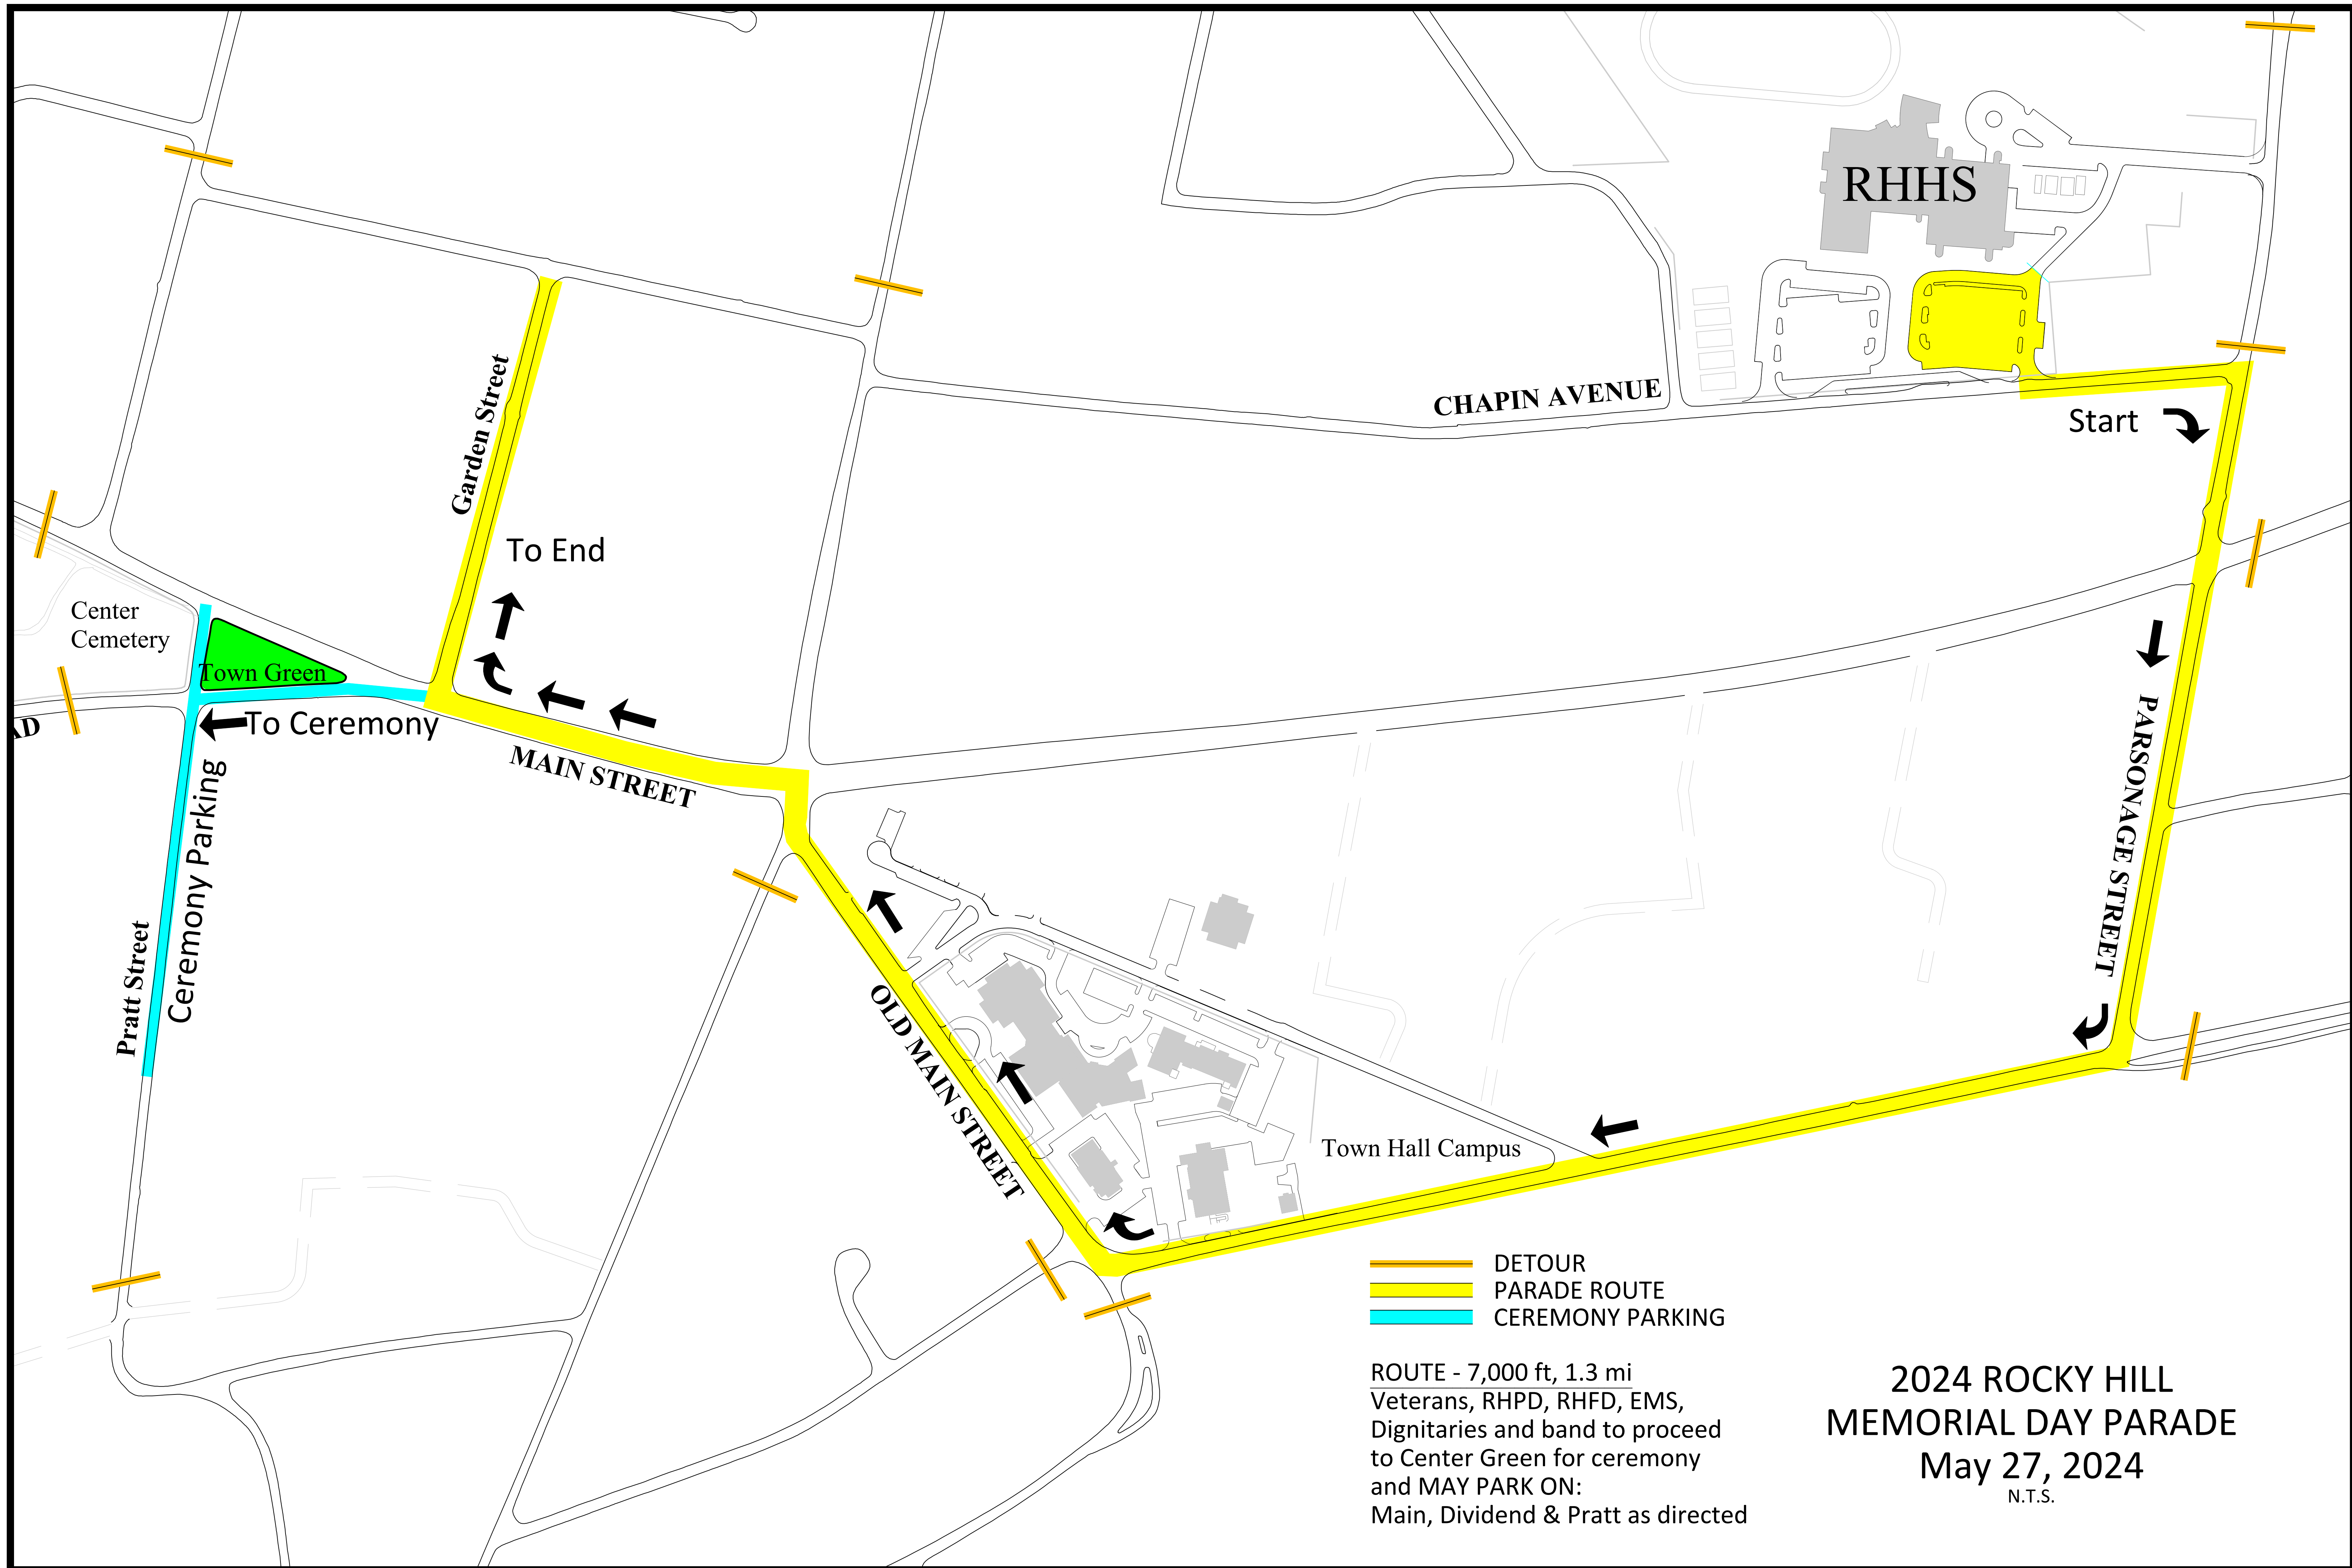 RHHS
CHAPIN AVENUE
Start
Garden Street
To End
Center
Cemetery
Town Green
To Ceremony
AD
MAIN STREET
Ceremony Parking
Pratt Street
PARSONAGE STREET
OLD MAIN STREET
Town Hall Campus
DETOUR
PARADE ROUTE
CEREMONY PARKING
ROUTE - 7,000 ft, 1.3 mi
Veterans, RHPD, RHFD, EMS,
Dignitaries and band to proceed
to Center Green for ceremony
and MAY PARK ON:
Main, Dividend & Pratt as directed
2024 ROCKY HILL
MEMORIAL DAY PARADE
May 27, 2024
N.T.S.